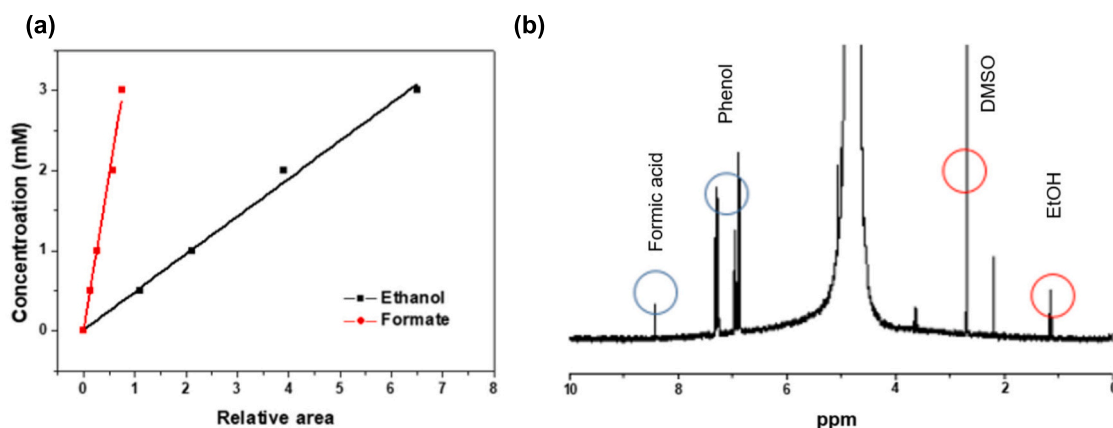 (a)
Concentroation (mM)
3
2
1
0
0 1 2 3 4 5 6 7 8
Relative area
Ethanol
Formate
(b)
Formic acid
Phenol
DMSO
EtOH
10 8 6 4 2 0
ppm